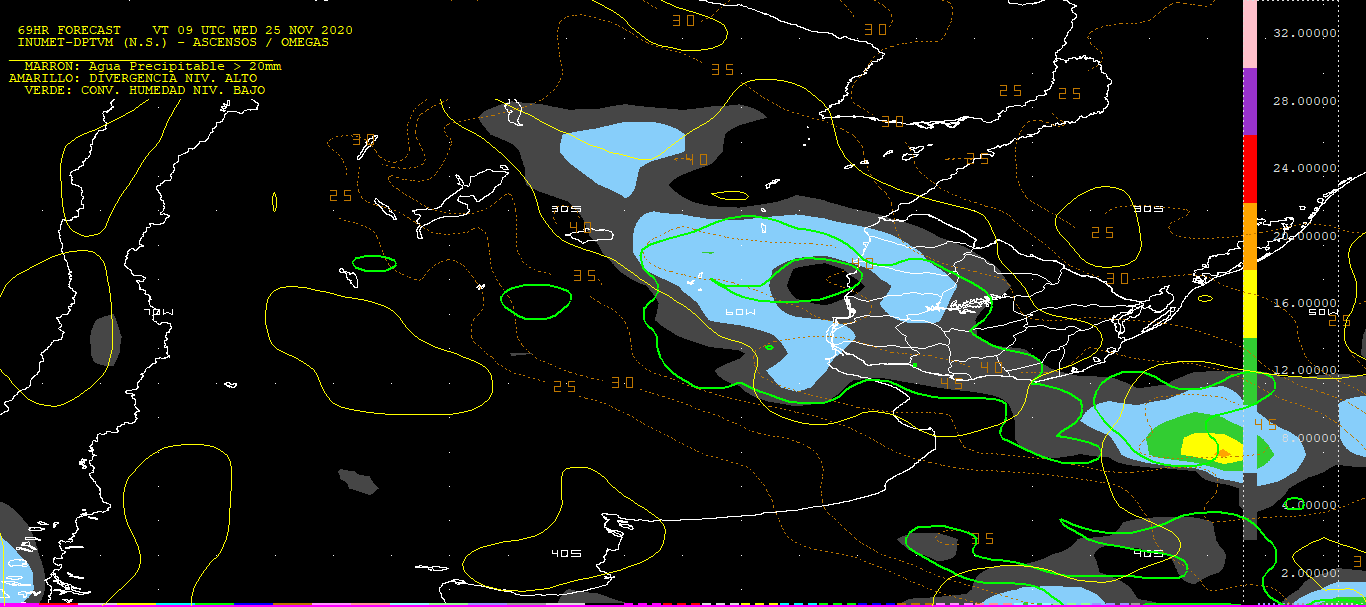 69HR FORECAST VT 09 UTC WED 25 NOV 2020
INUMET-DPTVM (N.S.) - ASCENSOS / OMEGAS
MARRON: Agua Precipitable > 20mm
AMARILLO: DIVERGENCIA NIV. ALTO
VERDE: CONV. HUMEDAD NIV. BAJO
30
30
32.00000
35
25
25
28.00000
30
30
40
35
24.00000
25
30S
30S
40
25
20.00000
40
35
30
16.00000
70W
60W
50W
25
40
12.00000
25
30
45
45
8.00000
4.00000
25
40S
40S
3
2.00000